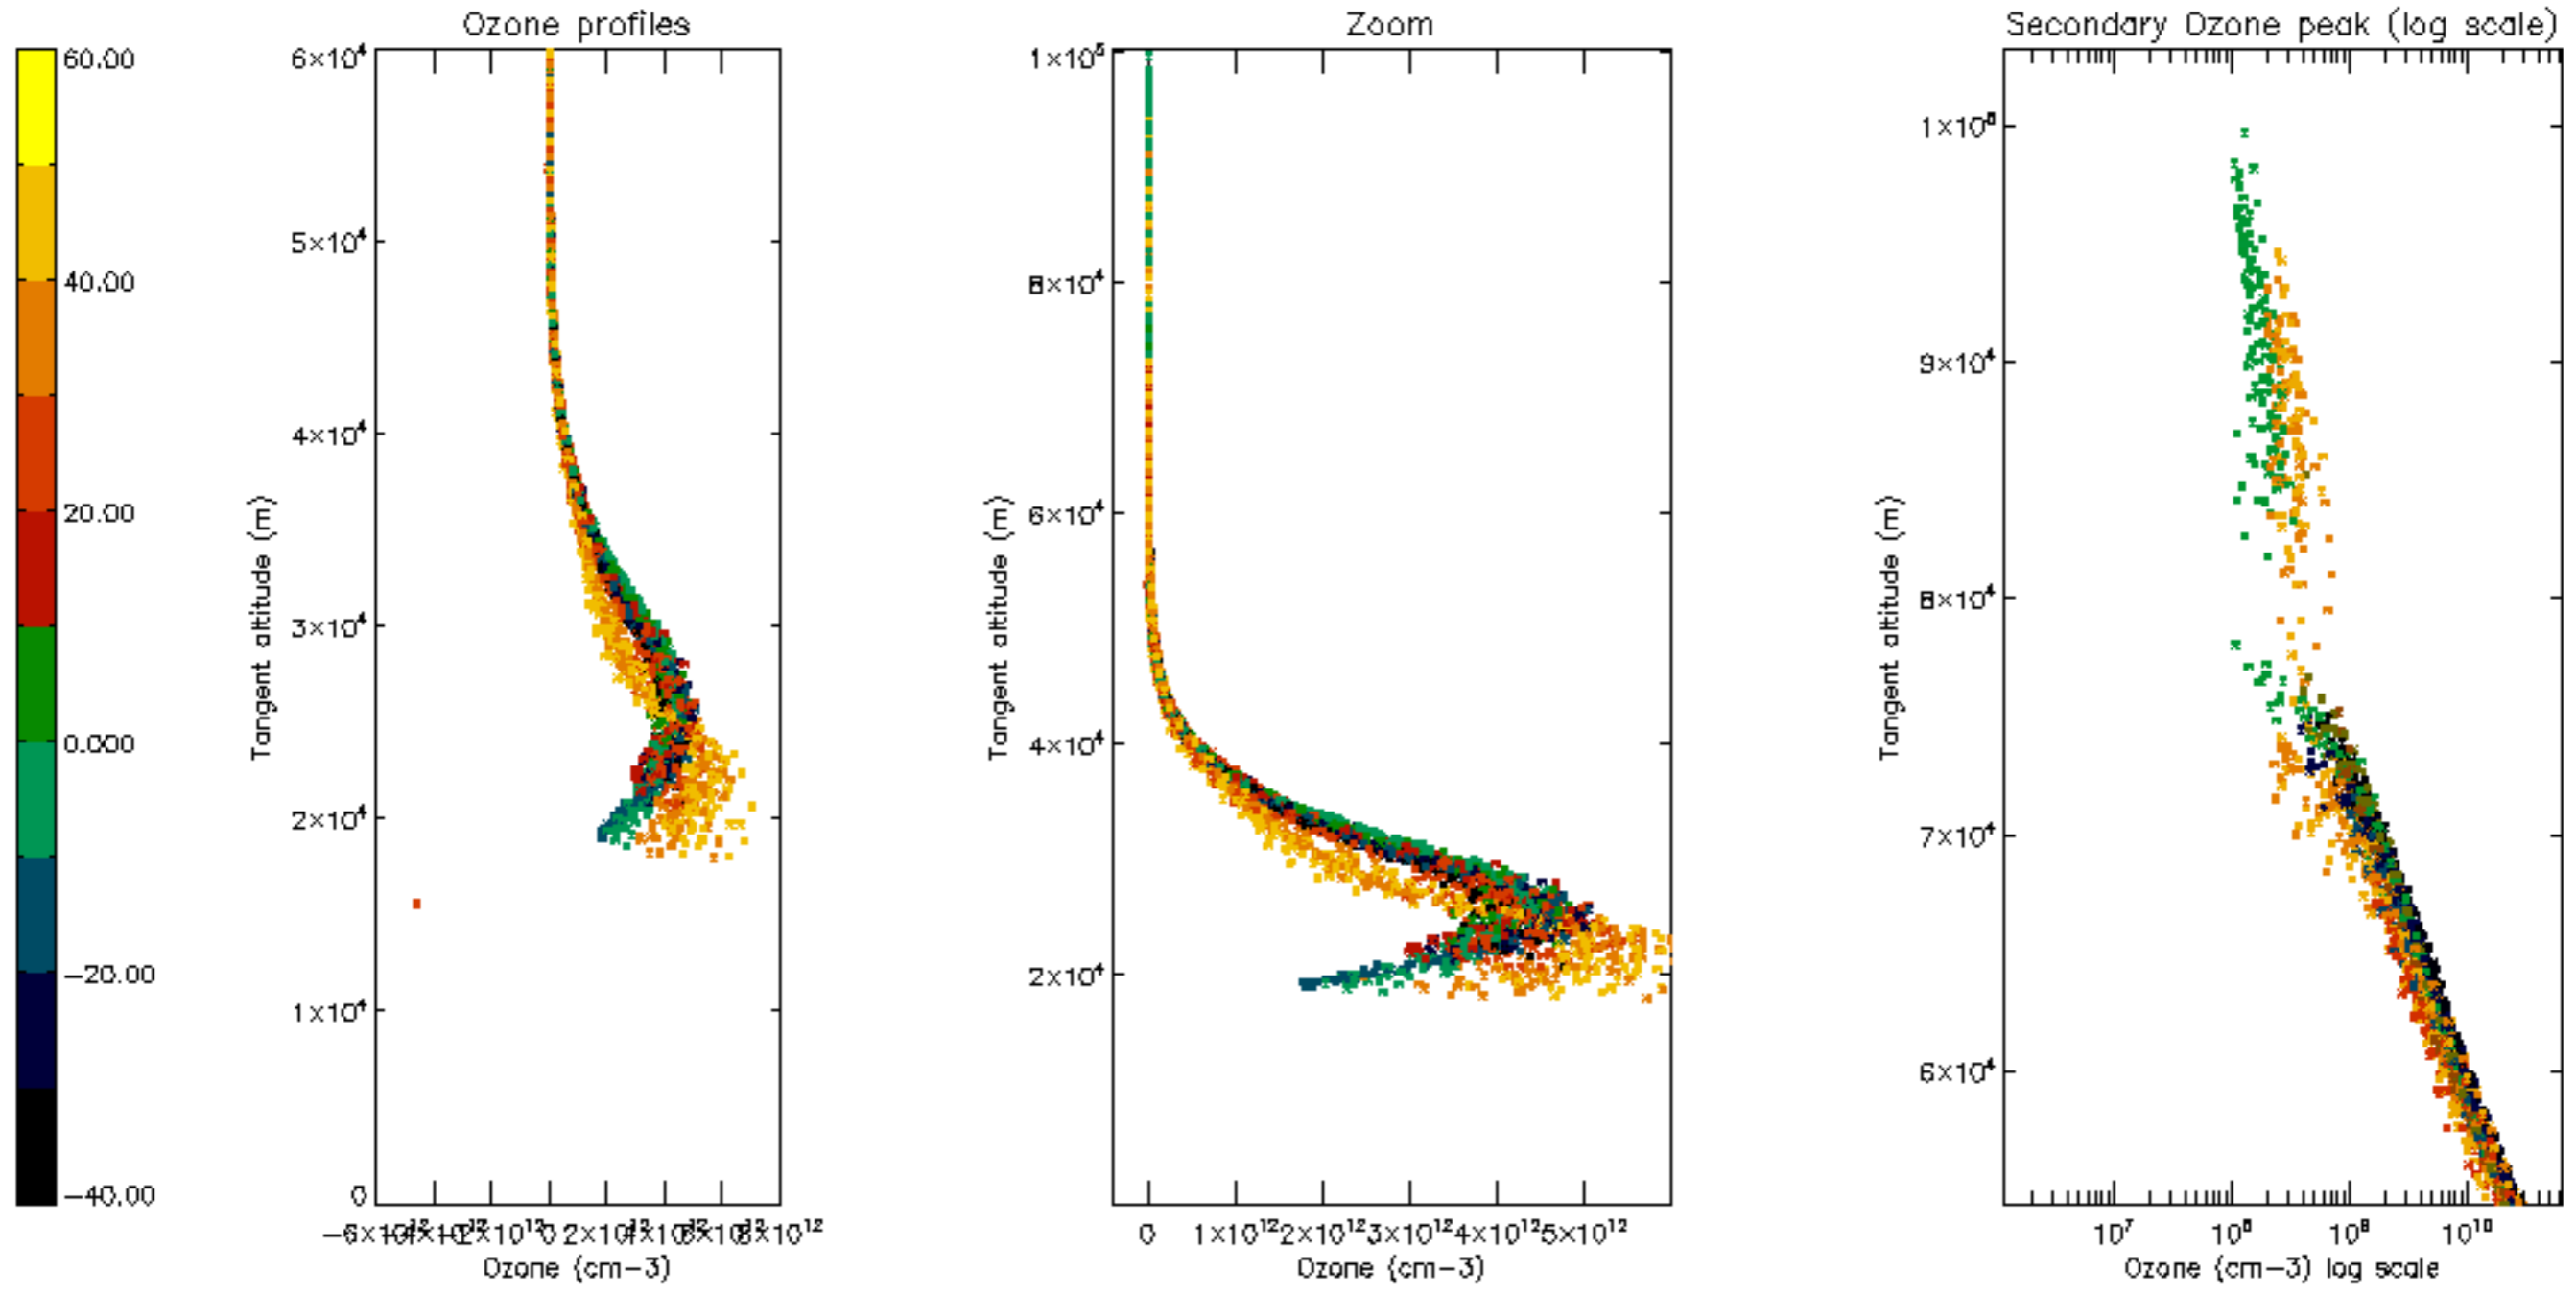 Ozone profiles
Zoom
Secondary Ozone peak (log scale)
60.00
40.00
20.00
0.000
−20.00
−40.00
6×10⁴
5×10⁴
4×10⁴
3×10⁴
2×10⁴
1×10⁴
0
Tangent altitude (m)
2×10¹²
8×10¹²
Ozone (cm−3)
1×10⁵
8×10⁴
6×10⁴
4×10⁴
2×10⁴
Tangent altitude (m)
0 1×10¹² 2×10¹² 3×10¹² 4×10¹² 5×10¹²
Ozone (cm−3)
1×10⁵
9×10⁴
8×10⁴
7×10⁴
6×10⁴
Tangent altitude (m)
10⁷ 10⁸ 10⁹ 10¹⁰
Ozone (cm−3) log scale